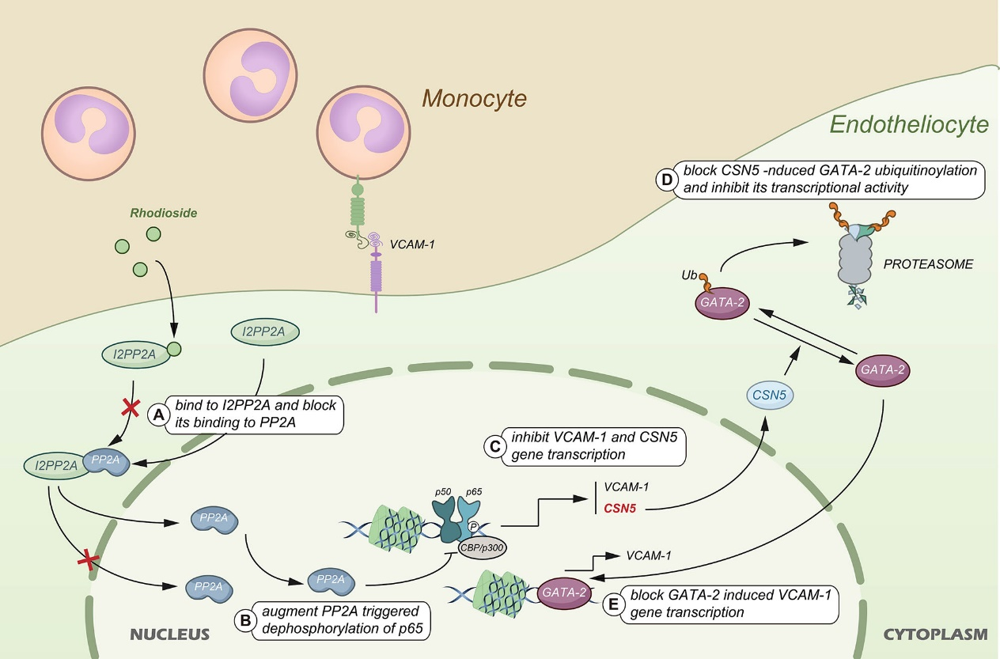 Monocyte
Endotheliocyte
D
block CSN5 -nduced GATA-2 ubiquitinoylation
and inhibit its transcriptional activity
Rhodioside
VCAM-1
PROTEASOME
Ub
GATA-2
I2PP2A
I2PP2A
GATA-2
CSN5
A
bind to I2PP2A and block
its binding to PP2A
C
inhibit VCAM-1 and CSN5
gene transcription
I2PP2A
PP2A
p50
p65
VCAM-1
CSN5
PP2A
P
CBP/p300
VCAM-1
PP2A
PP2A
GATA-2
E
block GATA-2 induced VCAM-1
gene transcription
B
augment PP2A triggered
dephosphorylation of p65
NUCLEUS
CYTOPLASM